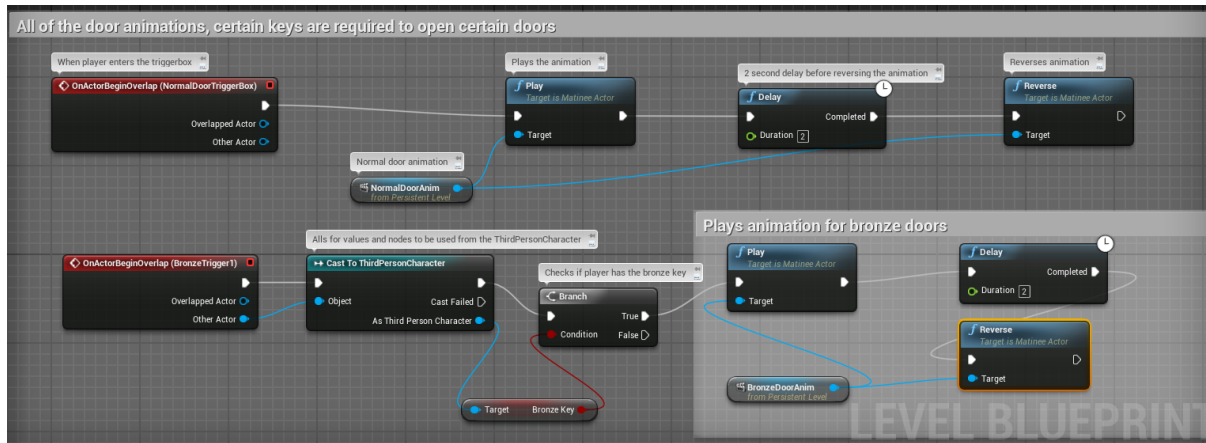 All of the door animations, certain keys are required to open certain doors
When player enters the triggerbox
OnActorBeginOverlap (NormalDoorTriggerBox)
Overlapped Actor
Other Actor
Plays the animation
Play
Target is Matinee Actor
Target
2 second delay before reversing the animation
Delay
Completed
Duration 2
Reverses animation
Reverse
Target is Matinee Actor
Target
Normal door animation
NormalDoorAnim
from Persistent Level
OnActorBeginOverlap (BronzeTrigger1)
Overlapped Actor
Other Actor
Alls for values and nodes to be used from the ThirdPersonCharacter
Cast To ThirdPersonCharacter
Object
Cast Failed
As Third Person Character
Checks if player has the bronze key
Branch
True
Condition
False
Target
Bronze Key
Plays animation for bronze doors
Play
Target is Matinee Actor
Target
Delay
Completed
Duration 2
Reverse
Target is Matinee Actor
Target
BronzeDoorAnim
from Persistent Level
LEVEL BLUEPRINT